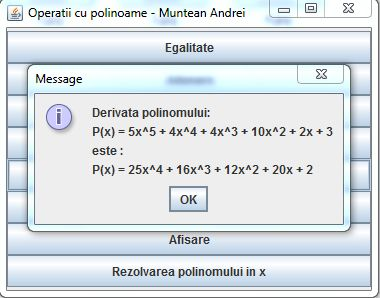 Operatii cu polinoame - Muntean Andrei
Egalitate
Message
Derivata polinomului:
P(x) = 5x^5 + 4x^4 + 4x^3 + 10x^2 + 2x + 3
este :
P(x) = 25x^4 + 16x^3 + 12x^2 + 20x + 2
OK
Afisare
Rezolvarea polinomului in x